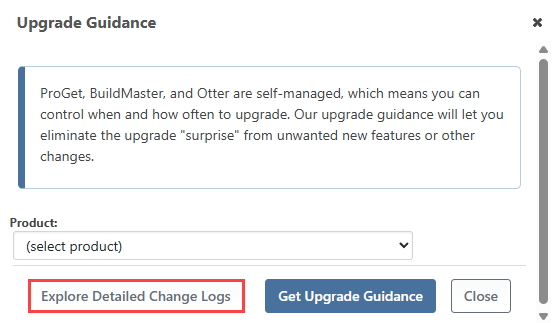 Upgrade Guidance
ProGet, BuildMaster, and Otter are self-managed, which means you can
control when and how often to upgrade. Our upgrade guidance will let you
eliminate the upgrade "surprise" from unwanted new features or other
changes.
Product:
(select product)
Explore Detailed Change Logs
Get Upgrade Guidance
Close